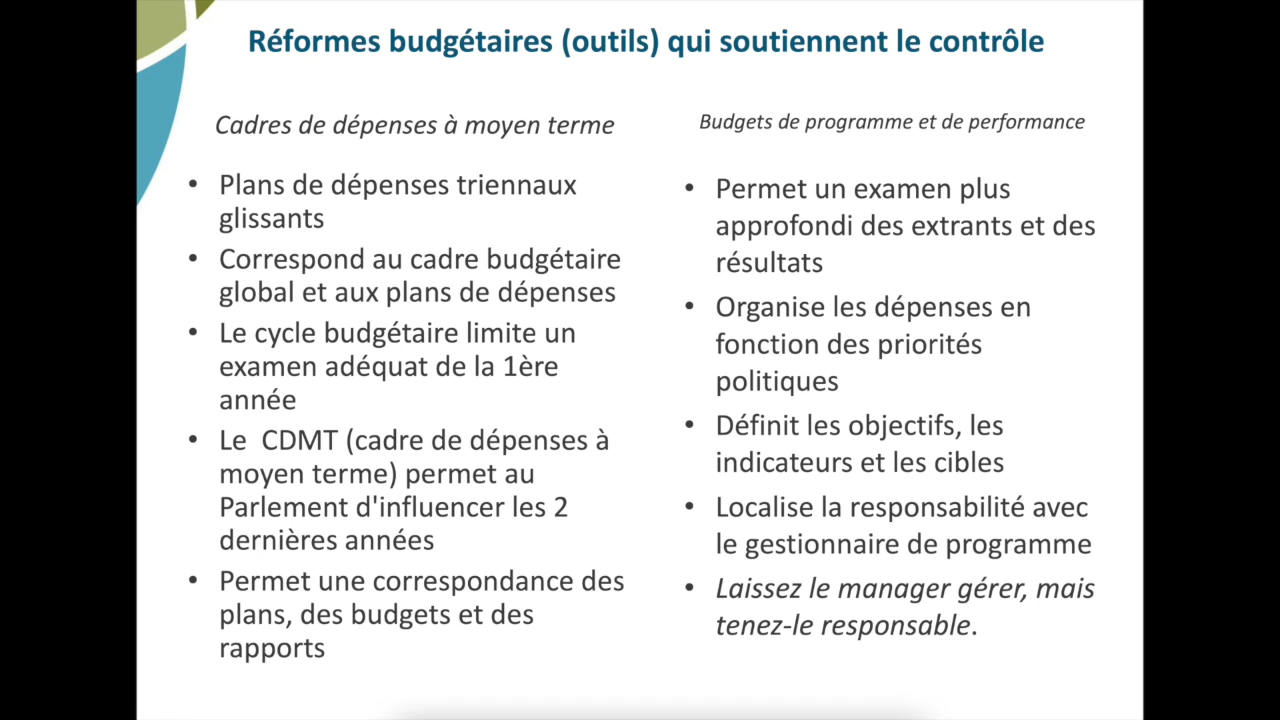 Réformes budgétaires (outils) qui soutiennent le contrôle
Cadres de dépenses à moyen terme
• Plans de dépenses triennaux
glissants
• Correspond au cadre budgétaire
global et aux plans de dépenses
• Le cycle budgétaire limite un
examen adéquat de la 1ère
année
• Le  CDMT (cadre de dépenses à
moyen terme) permet au
Parlement d'influencer les 2
dernières années
• Permet une correspondance des
plans, des budgets et des
rapports
Budgets de programme et de performance
• Permet un examen plus
approfondi des extrants et des
résultats
• Organise les dépenses en
fonction des priorités
politiques
• Définit les objectifs, les
indicateurs et les cibles
• Localise la responsabilité avec
le gestionnaire de programme
• Laissez le manager gérer, mais
tenez-le responsable.